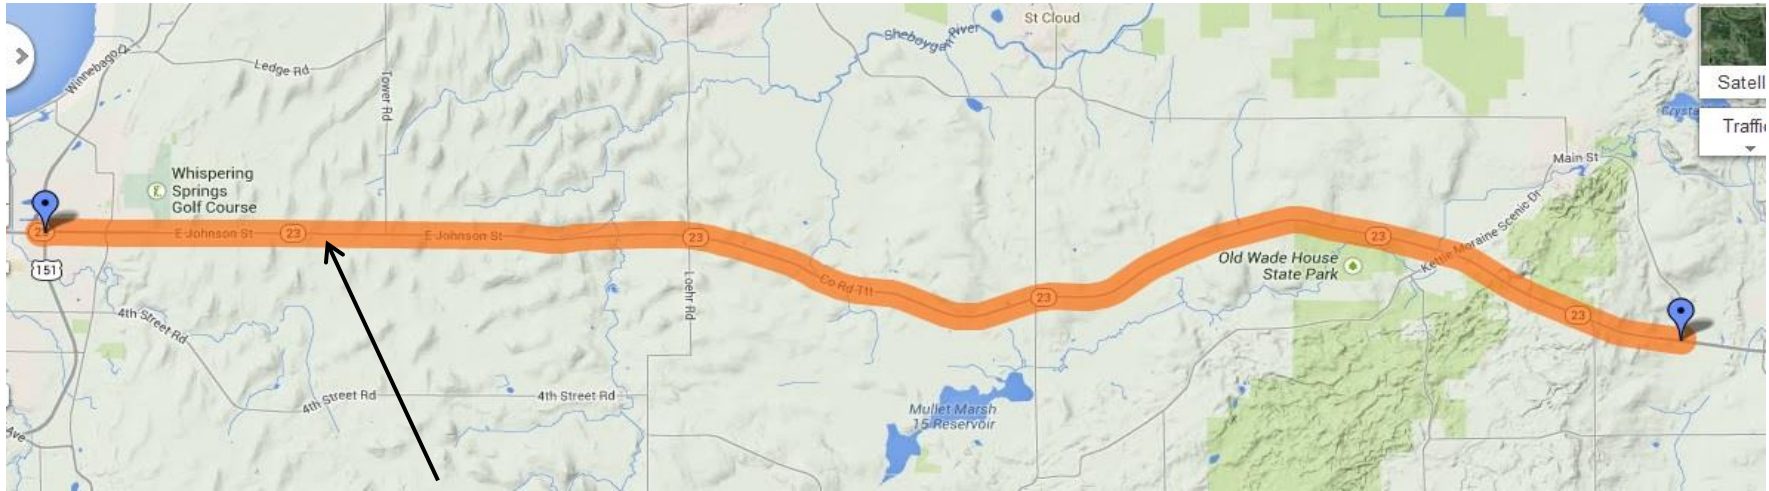 St Cloud
Sheboygan River
Winnebago
Ledge Rd
Tower Rd
Satell
Traffic
Main St
Whispering
Springs
Golf Course
23
E Johnson St
23
E Johnson St
23
Co Rd Ttt
23
Old Wade House
State Park
23
Kettle Moraine Scenic Dr
23
151
Loehr Rd
4th Street Rd
4th Street Rd
4th Street Rd
Mullet Marsh
15 Reservoir
Ave